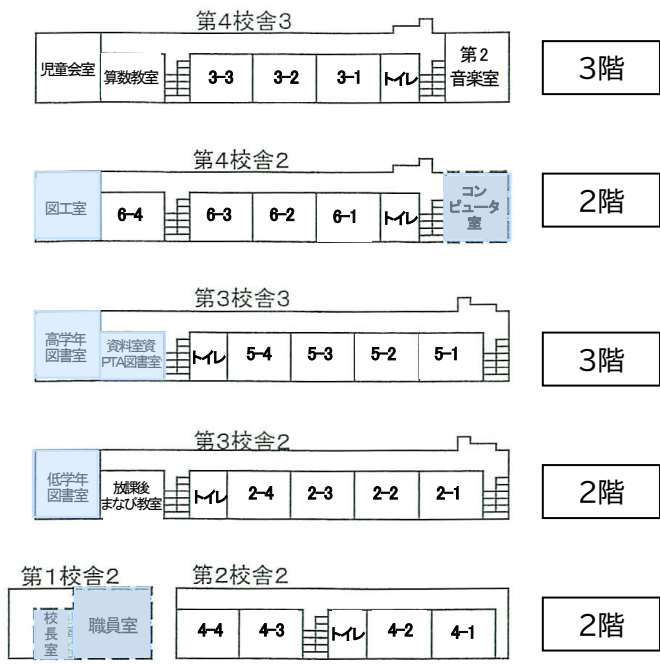 第4校舎3
児童会室
算数教室
3-3
3-2
3-1
トイレ
第2
音楽室
3階
第4校舎2
図工室
6-4
6-3
6-2
6-1
トイレ
コン
ピュータ
室
2階
第3校舎3
高学年
図書室
資料室資
PTA図書室
トイレ
5-4
5-3
5-2
5-1
3階
第3校舎2
低学年
図書室
放課後
まなび教室
トイレ
2-4
2-3
2-2
2-1
2階
第1校舎2
校
長
室
職員室
第2校舎2
4-4
4-3
トイレ
4-2
4-1
2階